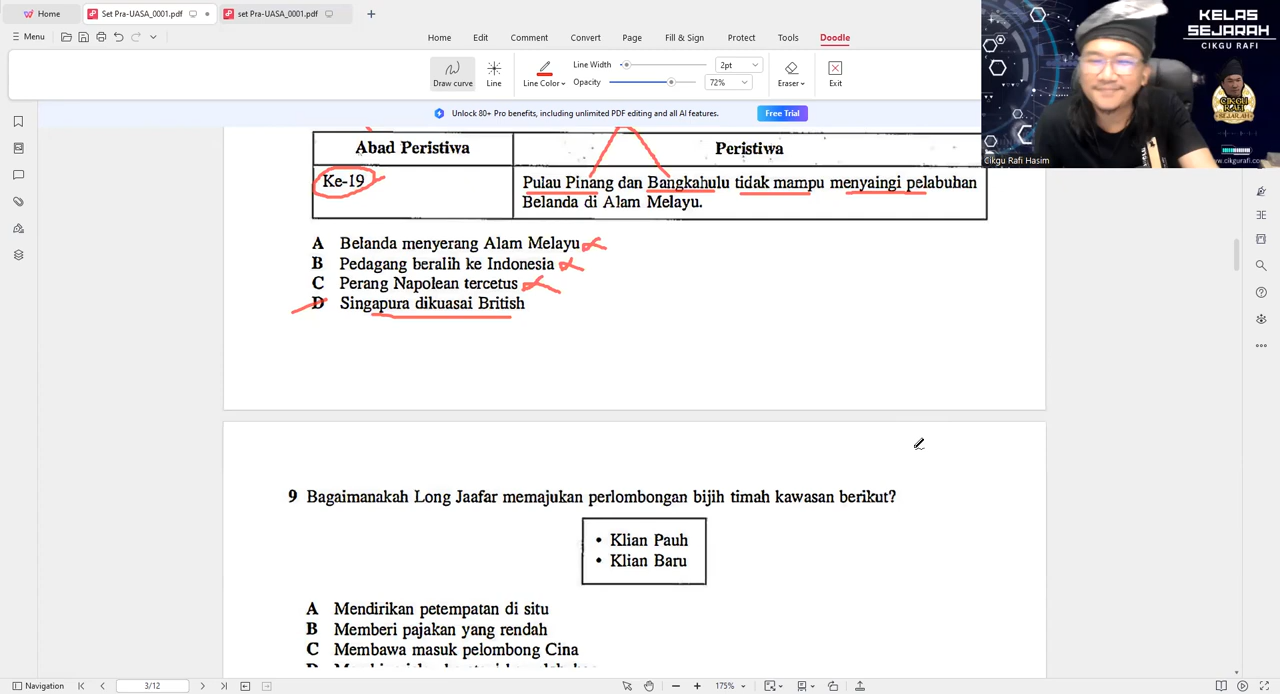 Home
Set Pra-UASA_0001.pdf
set Pra-UASA_0001.pdf
Menu
Home
Edit
Comment
Convert
Page
Fill & Sign
Protect
Tools
Doodle
Draw curve
Line
Line Color
Line Width
2pt
Opacity
72%
Eraser
Exit
Unlock 80+ Pro benefits, including unlimited PDF editing and all AI features.
Free Trial
KELAS
SEJARAH
CIKGU RAFI
CIKGU
RAFI
SEJARAH
www.cikgurafi.com
Cikgu Rafi Hasim
Abad Peristiwa
Peristiwa
Ke-19
Pulau Pinang dan Bangkahulu tidak mampu menyaingi pelabuhan
Belanda di Alam Melayu.
A Belanda menyerang Alam Melayu
B Pedagang beralih ke Indonesia
C Perang Napolean tercetus
D Singapura dikuasai British
9 Bagaimanakah Long Jaafar memajukan perlombongan bijih timah kawasan berikut?
• Klian Pauh
• Klian Baru
A Mendirikan petempatan di situ
B Memberi pajakan yang rendah
C Membawa masuk pelombong Cina
Navigation
3/12
175%